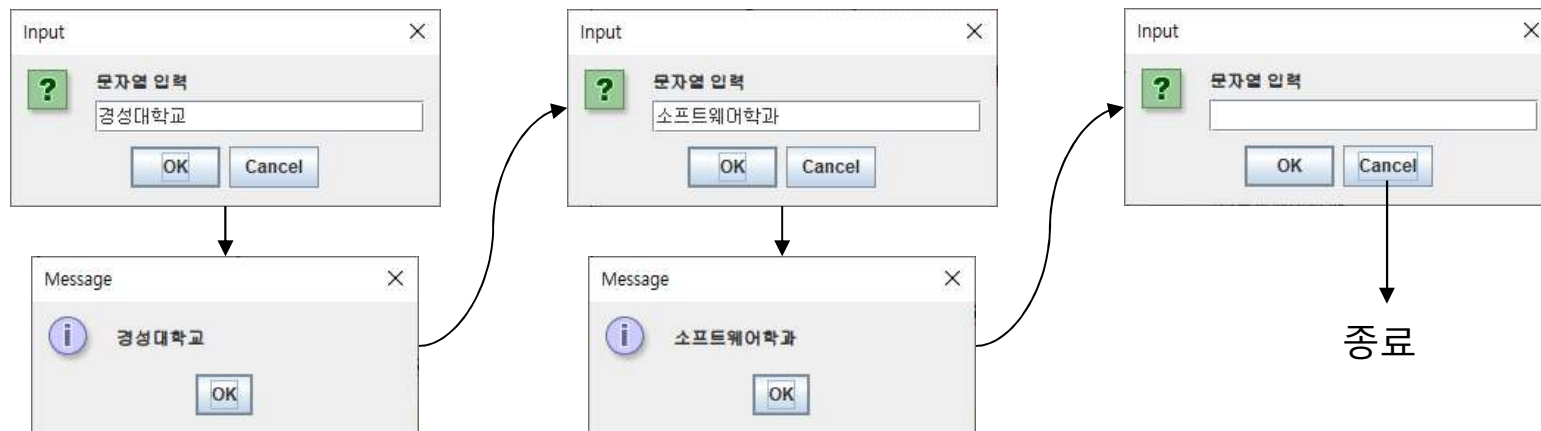 Input
문자열 입력
경성대학교
OK Cancel
Message
경성대학교
OK
Input
문자열 입력
소프트웨어학과
OK Cancel
Message
소프트웨어학과
OK
Input
문자열 입력
OK Cancel
종료